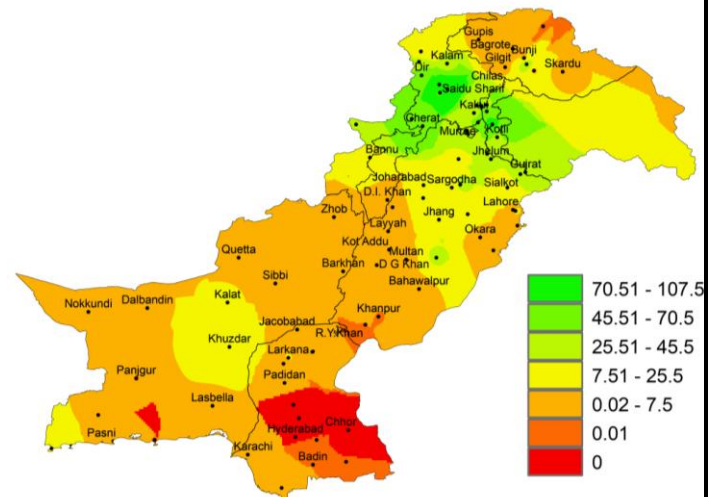 Gupis
Bagrote
Bunji
Kalam
Gilgit
Dir
Skardu
Chilas
Saidu Sharif
Kakul
Cherat
Murree
Kotli
Bannu
Jhelum
Gujrat
Joharabad
Sargodha
Sialkot
D.I. Khan
Lahore
Zhob
Jhang
Layyah
Okara
Kot Addu
Quetta
Multan
Barkhan
D G Khan
Sibbi
Bahawalpur
Nokkundi
Dalbandin
Kalat
Khanpur
Jacobabad
R.Y.Khan
Khuzdar
Larkana
Panjgur
Padidan
Lasbella
Pasni
Hyderabad
Chhor
Karachi
Badin
70.51 - 107.5
45.51 - 70.5
25.51 - 45.5
7.51 - 25.5
0.02 - 7.5
0.01
0